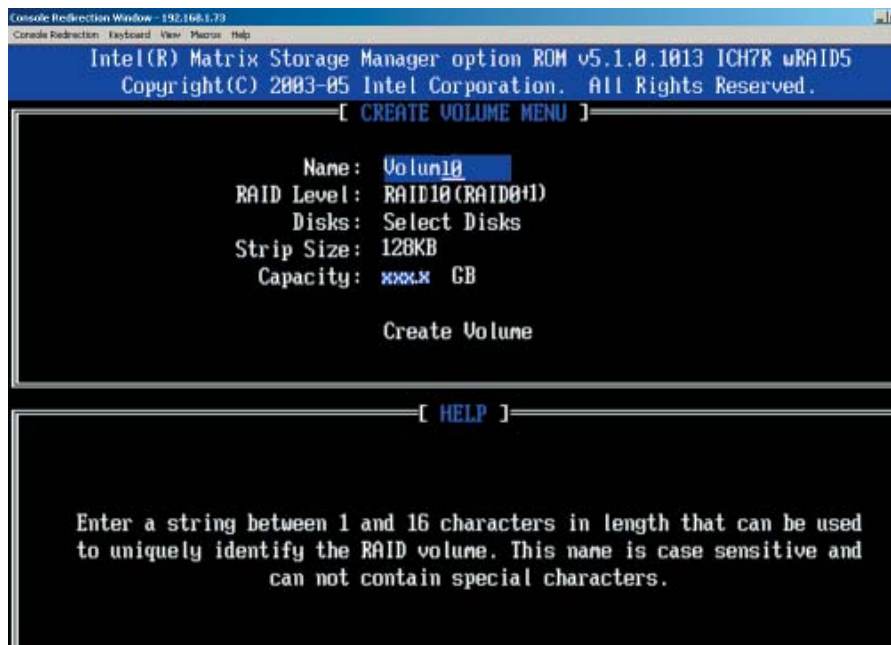 Console Redirection Window - 192.168.1.73
Console Redirection Keyboard View Macros Help
Intel(R) Matrix Storage Manager option ROM v5.1.0.1013 ICH7R wRAID5
Copyright(C) 2003-05 Intel Corporation. All Rights Reserved.
[ CREATE VOLUME MENU ]
Name: Volum10
RAID Level: RAID10(RAID0+1)
Disks: Select Disks
Strip Size: 128KB
Capacity: xxx.x GB
Create Volume
[ HELP ]
Enter a string between 1 and 16 characters in length that can be used
to uniquely identify the RAID volume. This name is case sensitive and
can not contain special characters.